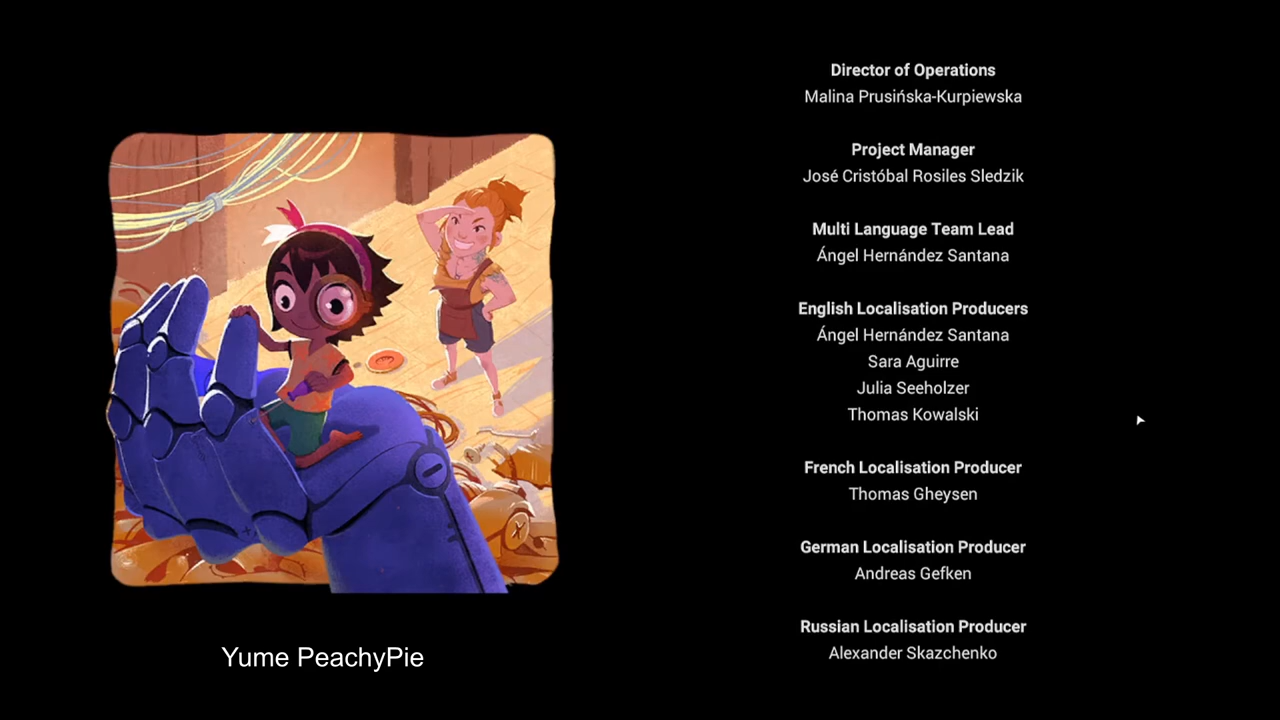 Director of Operations
Malina Prusińska-Kurpiewska
Project Manager
José Cristóbal Rosiles Sledzik
Multi Language Team Lead
Ángel Hernández Santana
English Localisation Producers
Ángel Hernández Santana
Sara Aguirre
Julia Seeholzer
Thomas Kowalski
French Localisation Producer
Thomas Gheysen
German Localisation Producer
Andreas Gefken
Russian Localisation Producer
Alexander Skazchenko
Yume PeachyPie